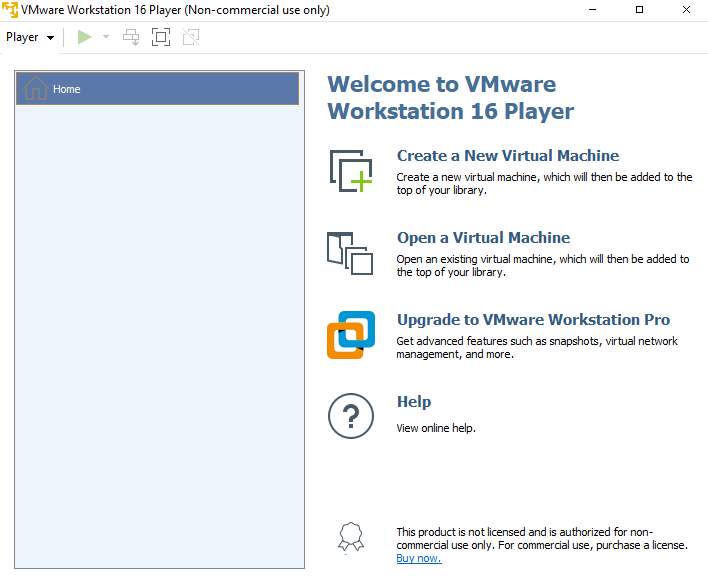 VMware Workstation 16 Player (Non-commercial use only)
Player
Home
Welcome to VMware
Workstation 16 Player
Create a New Virtual Machine
Create a new virtual machine, which will then be added to the
top of your library.
Open a Virtual Machine
Open an existing virtual machine, which will then be added to
the top of your library.
Upgrade to VMware Workstation Pro
Get advanced features such as snapshots, virtual network
management, and more.
?
Help
View online help.
This product is not licensed and is authorized for non-
commercial use only. For commercial use, purchase a license.
Buy now.